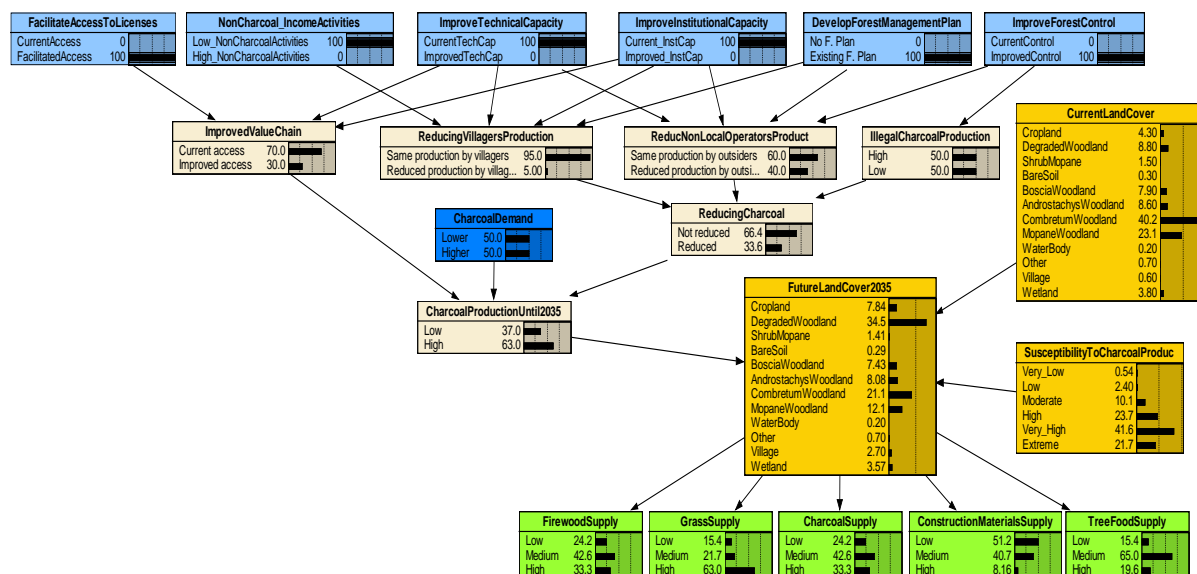 FacilitateAccessToLicenses
CurrentAccess 0
FacilitatedAccess 100
NonCharcoal_IncomeActivities
Low_NonCharcoalActivities 100
High_NonCharcoalActivities 0
ImproveTechnicalCapacity
CurrentTechCap 100
ImprovedTechCap 0
ImproveInstitutionalCapacity
Current_InstCap 100
Improved_InstCap 0
DevelopForestManagementPlan
No F. Plan 0
Existing F. Plan 100
ImproveForestControl
CurrentControl 0
ImprovedControl 100
ImprovedValueChain
Current access 70.0
Improved access 30.0
ReducingVillagersProduction
Same production by villagers 95.0
Reduced production by villag... 5.00
ReducNonLocalOperatorsProduct
Same production by outsiders 60.0
Reduced production by outsi... 40.0
IllegalCharcoalProduction
High 50.0
Low 50.0
CurrentLandCover
Cropland 4.30
DegradedWoodland 8.80
ShrubMopane 1.50
BareSoil 0.30
BosciaWoodland 7.90
AndrostachysWoodland 8.60
CombretumWoodland 40.2
MopaneWoodland 23.1
WaterBody 0.20
Other 0.70
Village 0.60
Wetland 3.80
CharcoalDemand
Lower 50.0
Higher 50.0
ReducingCharcoal
Not reduced 66.4
Reduced 33.6
CharcoalProductionUntil2035
Low 37.0
High 63.0
FutureLandCover2035
Cropland 7.84
DegradedWoodland 34.5
ShrubMopane 1.41
BareSoil 0.29
BosciaWoodland 7.43
AndrostachysWoodland 8.08
CombretumWoodland 21.1
MopaneWoodland 12.1
WaterBody 0.20
Other 0.70
Village 2.70
Wetland 3.57
SusceptibilityToCharcoalProduc
Very_Low 0.54
Low 2.40
Moderate 10.1
High 23.7
Very_High 41.6
Extreme 21.7
FirewoodSupply
Low 24.2
Medium 42.6
High 33.3
GrassSupply
Low 15.4
Medium 21.7
High 63.0
CharcoalSupply
Low 24.2
Medium 42.6
High 33.3
ConstructionMaterialsSupply
Low 51.2
Medium 40.7
High 8.16
TreeFoodSupply
Low 15.4
Medium 65.0
High 19.6